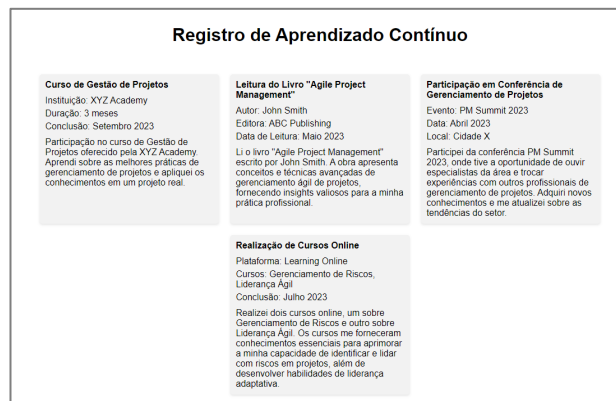 Registro de Aprendizado Contínuo
Curso de Gestão de Projetos
Instituição: XYZ Academy
Duração: 3 meses
Conclusão: Setembro 2023
Participação no curso de Gestão de
Projetos oferecido pela XYZ Academy.
Aprendi sobre as melhores práticas de
gerenciamento de projetos e apliquei os
conhecimentos em um projeto real.
Leitura do Livro "Agile Project
Management"
Autor: John Smith
Editora: ABC Publishing
Data de Leitura: Maio 2023
Li o livro "Agile Project Management"
escrito por John Smith. A obra apresenta
conceitos e técnicas avançadas de
gerenciamento ágil de projetos,
fornecendo insights valiosos para a minha
prática profissional.
Participação em Conferência de
Gerenciamento de Projetos
Evento: PM Summit 2023
Data: Abril 2023
Local: Cidade X
Participei da conferência PM Summit
2023, onde tive a oportunidade de ouvir
especialistas da área e trocar
experiências com outros profissionais de
gerenciamento de projetos. Adquiri novos
conhecimentos e me atualizei sobre as
tendências do setor.
Realização de Cursos Online
Plataforma: Learning Online
Cursos: Gerenciamento de Riscos,
Liderança Ágil
Conclusão: Julho 2023
Realizei dois cursos online, um sobre
Gerenciamento de Riscos e outro sobre
Liderança Ágil. Os cursos me forneceram
conhecimentos essenciais para aprimorar
a minha capacidade de identificar e lidar
com riscos em projetos, além de
desenvolver habilidades de liderança
adaptativa.